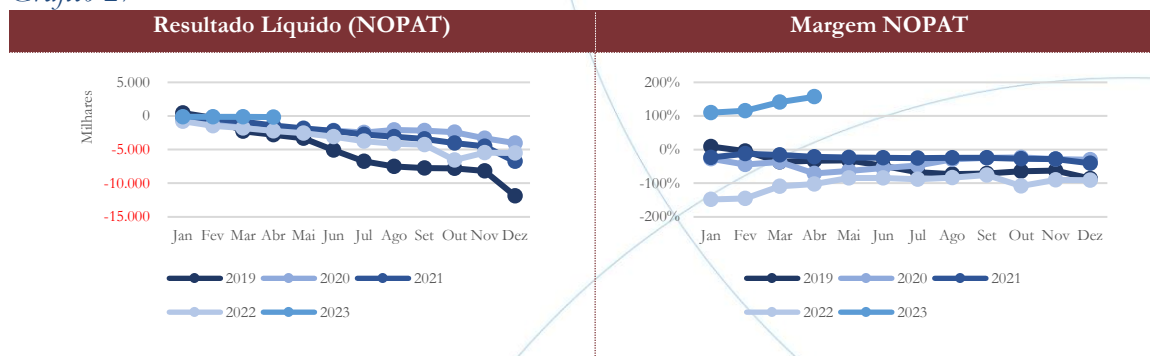 Resultado Líquido (NOPAT)
Margem NOPAT
Milhares
5.000
0
-5.000
-10.000
-15.000
Jan Fev Mar Abr Mai Jun Jul Ago Set Out Nov Dez
2019 2020 2021
2022 2023
200%
100%
0%
-100%
-200%
Jan Fev Mar Abr Mai Jun Jul Ago Set Out Nov Dez
2019 2020 2021
2022 2023